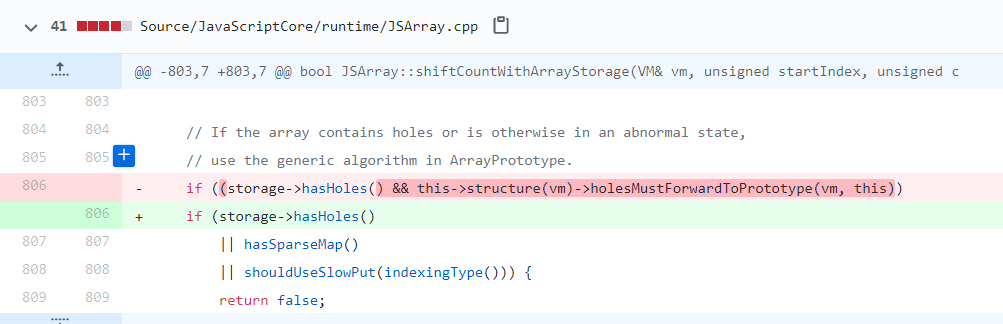 41 Source/JavaScriptCore/runtime/JSArray.cpp
@@ -803,7 +803,7 @@ bool JSArray::shiftCountWithArrayStorage(VM& vm, unsigned startIndex, unsigned c
803 803
804 804 // If the array contains holes or is otherwise in an abnormal state,
805 805 + // use the generic algorithm in ArrayPrototype.
806 - if ((storage->hasHoles() && this->structure(vm)->holesMustForwardToPrototype(vm, this))
806 + if (storage->hasHoles()
807 807 || hasSparseMap()
808 808 || shouldUseSlowPut(indexingType())) {
809 809 return false;